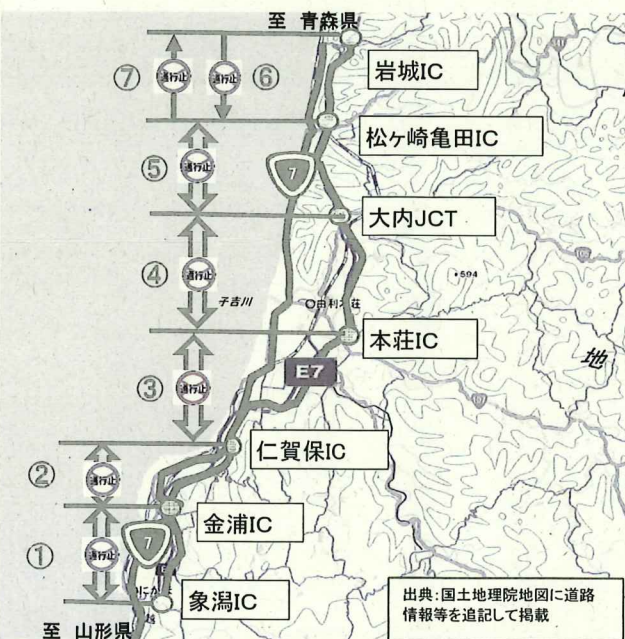 至 青森県
⑦
通行止
通行止
⑥
岩城IC
松ヶ崎亀田IC
⑤
通行止
7
大内JCT
105
④
通行止
・504
子吉川
本荘IC
地
③
通行止
E7
②
通行止
仁賀保IC
金浦IC
①
通行止
7
象潟IC
至 山形県
出典:国土地理院地図に道路
情報等を追記して掲載